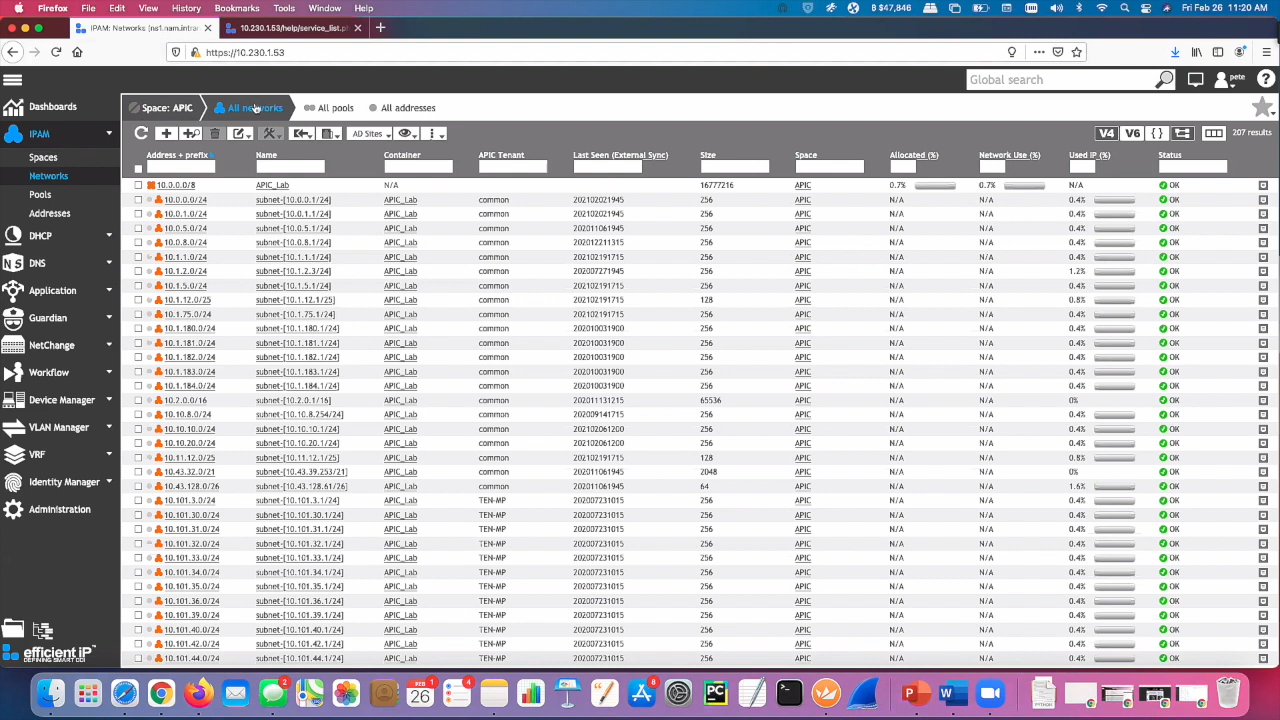 Firefox File Edit View History Bookmarks Tools Window Help $47,846 Fri Feb 26 11:20 AM
IPAM: Networks (ns1.nam.intran 10.230.1.53/help/service_list.p
https://10.230.1.53
Global search pete
Dashboards
IPAM
Spaces
Networks
Pools
Addresses
DHCP
DNS
Application
Guardian
NetChange
Workflow
Device Manager
VLAN Manager
VRF
Identity Manager
Administration
efficient iP™
DEFINING SMART DDI
Space: APIC All networks All pools All addresses
AD Sites V4 V6 { } 207 results
Address + prefix Name Container APIC Tenant Last Seen (External Sync) Size Space Allocated (%) Network Use (%) Used IP (%) Status
10.0.0.0/8 APIC_Lab N/A 16777216 APIC 0.7% 0.7% N/A OK
10.0.0.0/24 subnet-[10.0.0.1/24] APIC_Lab common 202102021945 256 APIC N/A N/A 0.4% OK
10.0.1.0/24 subnet-[10.0.1.1/24] APIC_Lab common 202102021945 256 APIC N/A N/A 0.4% OK
10.0.5.0/24 subnet-[10.0.5.1/24] APIC_Lab common 202011061945 256 APIC N/A N/A 0.4% OK
10.0.8.0/24 subnet-[10.0.8.1/24] APIC_Lab common 202012211315 256 APIC N/A N/A 0.4% OK
10.1.1.0/24 subnet-[10.1.1.1/24] APIC_Lab common 202102191715 256 APIC N/A N/A 0.4% OK
10.1.2.0/24 subnet-[10.1.2.3/24] APIC_Lab common 202007271945 256 APIC N/A N/A 1.2% OK
10.1.5.0/24 subnet-[10.1.5.1/24] APIC_Lab common 202102191715 256 APIC N/A N/A 0.4% OK
10.1.12.0/25 subnet-[10.1.12.1/25] APIC_Lab common 202102191715 128 APIC N/A N/A 0.8% OK
10.1.75.0/24 subnet-[10.1.75.1/24] APIC_Lab common 202102191715 256 APIC N/A N/A 0.4% OK
10.1.180.0/24 subnet-[10.1.180.1/24] APIC_Lab common 202010031900 256 APIC N/A N/A 0.4% OK
10.1.181.0/24 subnet-[10.1.181.1/24] APIC_Lab common 202010031900 256 APIC N/A N/A 0.4% OK
10.1.182.0/24 subnet-[10.1.182.1/24] APIC_Lab common 202010031900 256 APIC N/A N/A 0.4% OK
10.1.183.0/24 subnet-[10.1.183.1/24] APIC_Lab common 202010031900 256 APIC N/A N/A 0.4% OK
10.1.184.0/24 subnet-[10.1.184.1/24] APIC_Lab common 202010031900 256 APIC N/A N/A 0.4% OK
10.2.0.0/16 subnet-[10.2.0.1/16] APIC_Lab common 202011131215 65536 APIC N/A N/A 0% OK
10.10.8.0/24 subnet-[10.10.8.254/24] APIC_Lab common 202009141715 256 APIC N/A N/A 0.4% OK
10.10.10.0/24 subnet-[10.10.10.1/24] APIC_Lab common 202102061200 256 APIC N/A N/A 0.4% OK
10.10.20.0/24 subnet-[10.10.20.1/24] APIC_Lab common 202102061200 256 APIC N/A N/A 0.4% OK
10.11.12.0/25 subnet-[10.11.12.1/25] APIC_Lab common 202102191715 128 APIC N/A N/A 0.8% OK
10.43.32.0/21 subnet-[10.43.39.253/21] APIC_Lab common 202011061945 2048 APIC N/A N/A 0% OK
10.43.128.0/26 subnet-[10.43.128.61/26] APIC_Lab common 202011061945 64 APIC N/A N/A 1.6% OK
10.101.3.0/24 subnet-[10.101.3.1/24] APIC_Lab TEN-MP 202007231015 256 APIC N/A N/A 0.4% OK
10.101.30.0/24 subnet-[10.101.30.1/24] APIC_Lab TEN-MP 202007231015 256 APIC N/A N/A 0.4% OK
10.101.31.0/24 subnet-[10.101.31.1/24] APIC_Lab TEN-MP 202007231015 256 APIC N/A N/A 0.4% OK
10.101.32.0/24 subnet-[10.101.32.1/24] APIC_Lab TEN-MP 202007231015 256 APIC N/A N/A 0.4% OK
10.101.33.0/24 subnet-[10.101.33.1/24] APIC_Lab TEN-MP 202007231015 256 APIC N/A N/A 0.4% OK
10.101.34.0/24 subnet-[10.101.34.1/24] APIC_Lab TEN-MP 202007231015 256 APIC N/A N/A 0.4% OK
10.101.35.0/24 subnet-[10.101.35.1/24] APIC_Lab TEN-MP 202007231015 256 APIC N/A N/A 0.4% OK
10.101.36.0/24 subnet-[10.101.36.1/24] APIC_Lab TEN-MP 202007231015 256 APIC N/A N/A 0.4% OK
10.101.39.0/24 subnet-[10.101.39.1/24] APIC_Lab TEN-MP 202007231015 256 APIC N/A N/A 0.4% OK
10.101.40.0/24 subnet-[10.101.40.1/24] APIC_Lab TEN-MP 202007231015 256 APIC N/A N/A 0.4% OK
10.101.42.0/24 subnet-[10.101.42.1/24] APIC_Lab TEN-MP 202007231015 256 APIC N/A N/A 0.4% OK
10.101.44.0/24 subnet-[10.101.44.1/24] APIC_Lab TEN-MP 202007231015 256 APIC N/A N/A 0.4% OK
FEB 26 2 1 4 8 PC